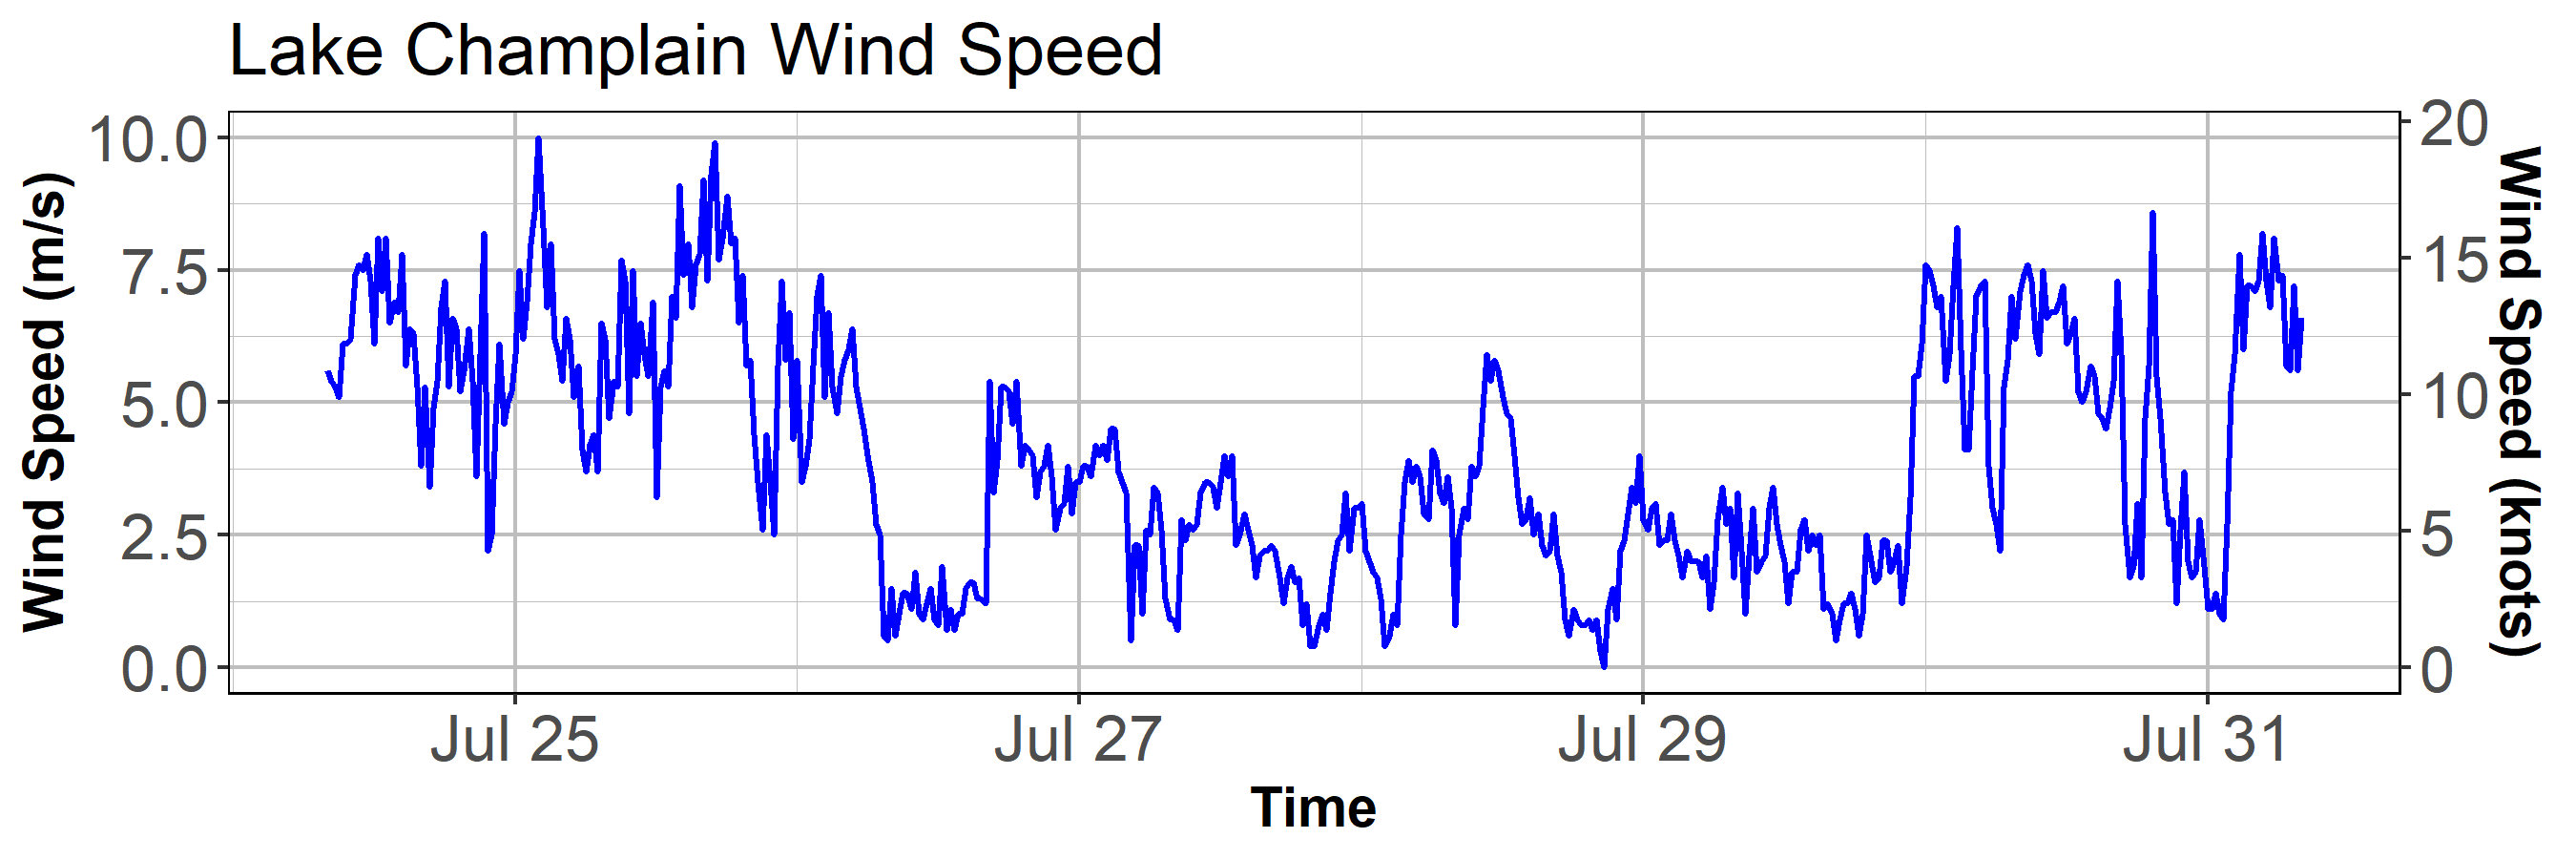 Lake Champlain Wind Speed
Wind Speed (m/s)
10.0
7.5
5.0
2.5
0.0
20
15
10
5
0
Wind Speed (knots)
Jul 25 Jul 27 Jul 29 Jul 31
Time